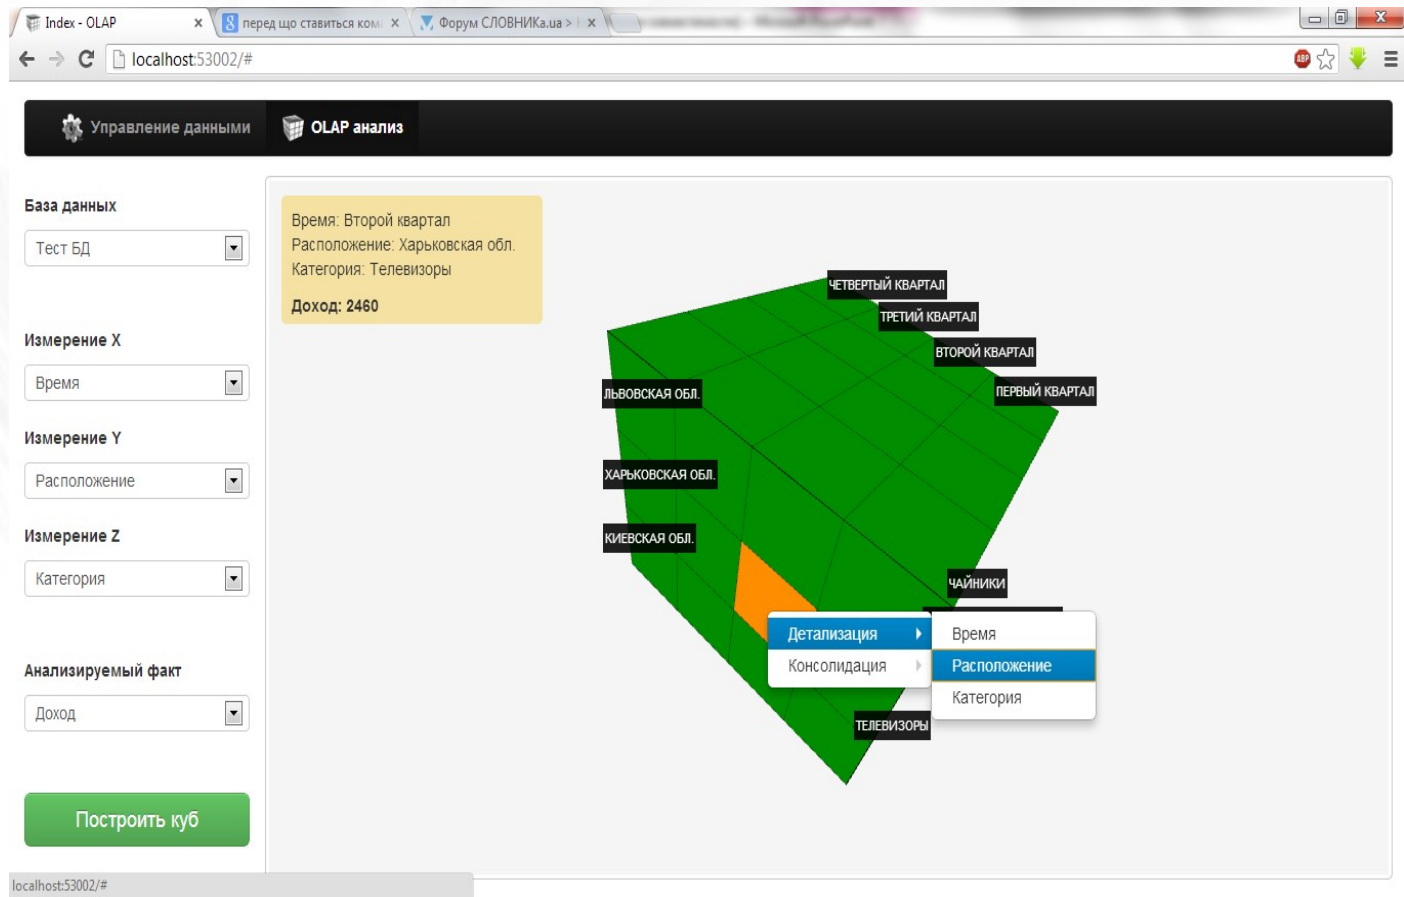 Index - OLAP
перед що ставиться ком
Форум СЛОВНИКa.ua >
localhost:53002/#
ABP
Управление данными
OLAP анализ
База данных
Тест БД
Измерение X
Время
Измерение Y
Расположение
Измерение Z
Категория
Анализируемый факт
Доход
Построить куб
Время: Второй квартал
Расположение: Харьковская обл.
Категория: Телевизоры
Доход: 2460
ЧЕТВЕРТЫЙ КВАРТАЛ
ТРЕТИЙ КВАРТАЛ
ВТОРОЙ КВАРТАЛ
ПЕРВЫЙ КВАРТАЛ
ЛЬВОВСКАЯ ОБЛ.
ХАРЬКОВСКАЯ ОБЛ.
КИЕВСКАЯ ОБЛ.
ЧАЙНИКИ
Детализация
Консолидация
Время
Расположение
Категория
ТЕЛЕВИЗОРЫ
localhost:53002/#